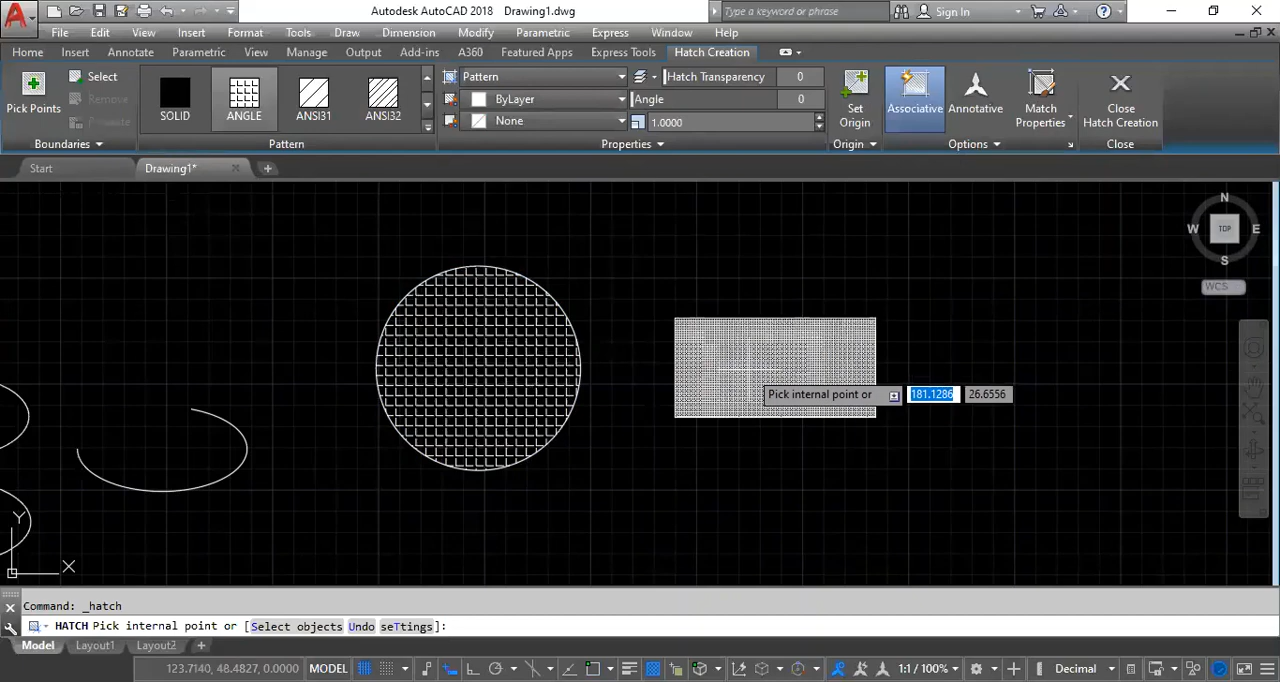 Autodesk AutoCAD 2018 Drawing1.dwg
Type a keyword or phrase
Sign In
File Edit View Insert Format Tools Draw Dimension Modify Parametric Express Window Help
Home Insert Annotate Parametric View Manage Output Add-ins A360 Featured Apps Express Tools Hatch Creation
Pick Points
Select
Remove
SOLID
ANGLE
ANSI31
ANSI32
Pattern
ByLayer
None
Hatch Transparency 0
Angle 0
1.0000
Set Origin
Associative
Annotative
Match Properties
Close Hatch Creation
Boundaries Pattern Properties Origin Options Close
Start Drawing1*
N
W TOP E
S
WCS
Pick internal point or 181.1286 26.6556
Y
X
Command: _hatch
HATCH Pick internal point or [Select objects Undo seTtings]:
Model Layout1 Layout2
123.7140, 48.4827, 0.0000 MODEL 1:1 / 100% Decimal